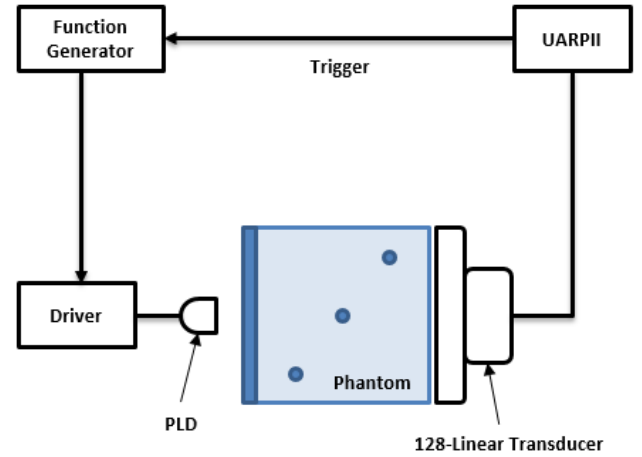 Function
Generator
UARPII
Trigger
Driver
Phantom
PLD
128-Linear Transducer